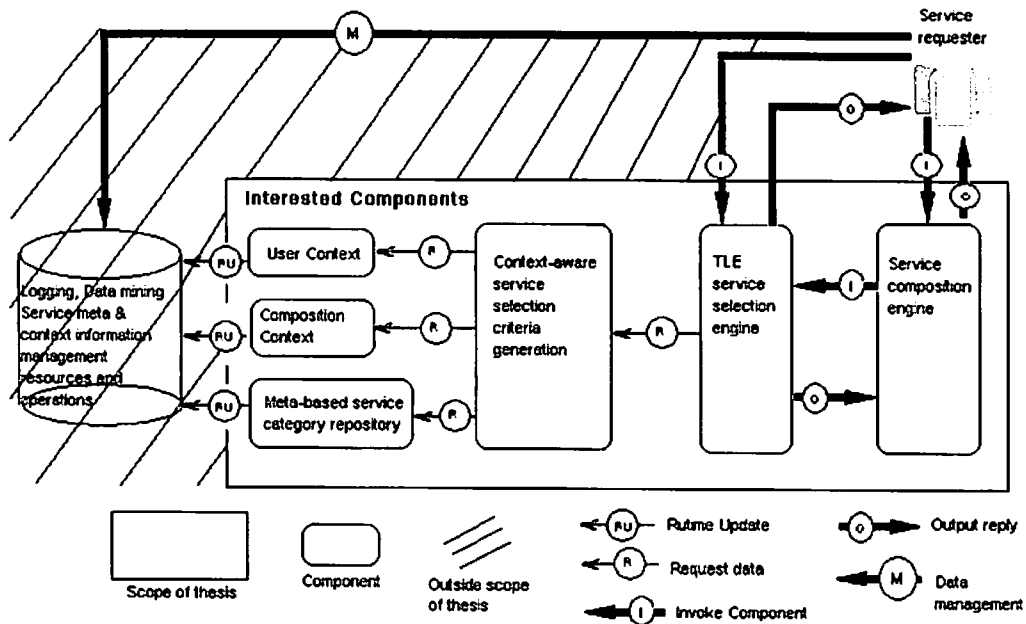 M
Service
requester
O
I
I
O
Interested Components
User Context
RU
R
Context-aware
service
selection
criteria
generation
TLE
service
selection
engine
Service
composition
engine
I
Logging, Data mining
Service meta &
context information
management
resources and
operations
RU
Composition
Context
R
R
RU
Meta-based service
category repository
R
O
Scope of thesis
Component
Outside scope
of thesis
RU
Rutime Update
R
Request data
I
Invoke Component
O
Output reply
M
Data
management